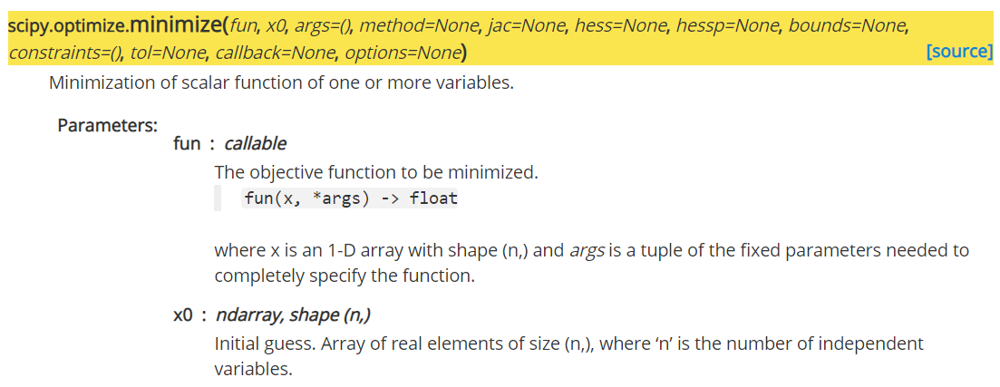 scipy.optimize.minimize(fun, x0, args=(), method=None, jac=None, hess=None, hessp=None, bounds=None,
constraints=(), tol=None, callback=None, options=None) [source]
Minimization of scalar function of one or more variables.
Parameters:
fun : callable
The objective function to be minimized.
fun(x, *args) -> float
where x is an 1-D array with shape (n,) and args is a tuple of the fixed parameters needed to
completely specify the function.
x0 : ndarray, shape (n,)
Initial guess. Array of real elements of size (n,), where ‘n’ is the number of independent
variables.